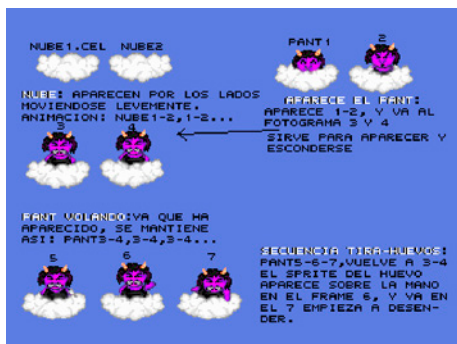 NUBE1.CEL NUBE2
NUBE: APARECEN POR LOS LADOS
MOVIENDOSE LEVEMENTE.
ANIMACION: NUBE1-2,1-2...
3 4
PANT1 2
APARECE EL PANT:
APARECE 1-2, Y VA AL
FOTOGRAMA 3 Y 4
SIRVE PARA APARECER Y
ESCONDERSE
PANT VOLANDO:YA QUE HA
APARECIDO, SE MANTIENE
ASI: PANT3-4,3-4,3-4...
5 6 7
SECUENCIA TIRA-HUEVOS:
PANT5-6-7,VUELVE A 3-4
EL SPRITE DEL HUEVO
APARECE SOBRE LA MANO
EN EL FRAME 6, Y VA EN
EL 7 EMPIEZA A DESEN-
DER.